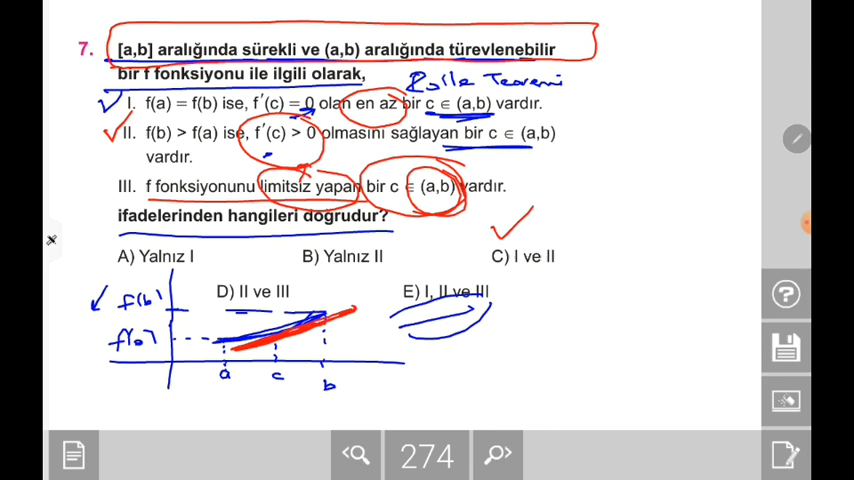 7. [a,b] aralığında sürekli ve (a,b) aralığında türevlenebilir
bir f fonksiyonu ile ilgili olarak,
Rolle Teoremi
I. f(a) = f(b) ise, f′(c) = 0 olan en az bir c ∈ (a,b) vardır.
II. f(b) > f(a) ise, f′(c) > 0 olmasını sağlayan bir c ∈ (a,b)
vardır.
III. f fonksiyonunu limitsiz yapan bir c ∈ (a,b) vardır.
ifadelerinden hangileri doğrudur?
A) Yalnız I B) Yalnız II C) I ve II
D) II ve III E) I, II ve III
f(b)
f(a)
a c b
274